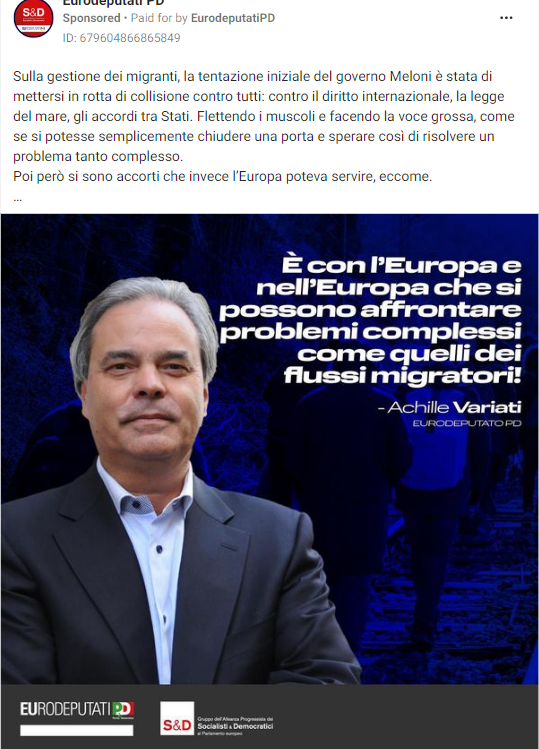 Eurodeputati PD
Sponsored • Paid for by EurodeputatiPD
ID: 679604866865849
Sulla gestione dei migranti, la tentazione iniziale del governo Meloni è stata di
mettersi in rotta di collisione contro tutti: contro il diritto internazionale, la legge
del mare, gli accordi tra Stati. Flettendo i muscoli e facendo la voce grossa, come
se si potesse semplicemente chiudere una porta e sperare così di risolvere un
problema tanto complesso.
Poi però si sono accorti che invece l'Europa poteva servire, eccome.
...
È con l'Europa e
nell'Europa che si
possono affrontare
problemi complessi
come quelli dei
flussi migratori!
- Achille Variati
EURODEPUTATO PD
EURODEPUTATI PD
S&D
Gruppo dell'Alleanza Progressista dei
Socialisti & Democratici
al Parlamento europeo